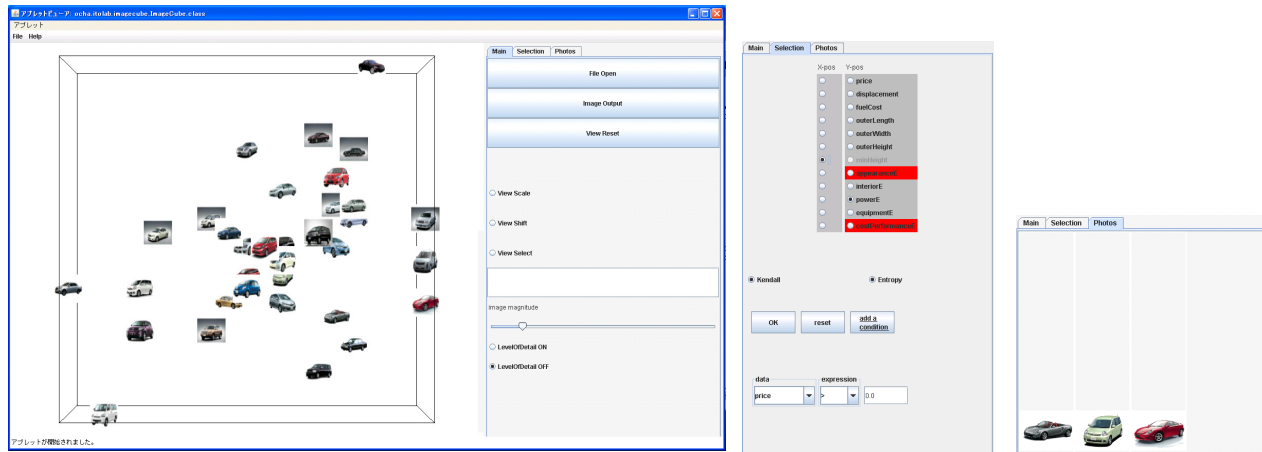 アプレットビューア: ocha.itolab.imagecube.ImageCube.class
アプレット
File Help
Main Selection Photos
File Open
Image Output
View Reset
View Scale
View Shift
View Select
image magnitude
LevelOfDetail ON
LevelOfDetail OFF
アプレットが開始されました。
Main Selection Photos
X-pos Y-pos
price
displacement
fuelCost
outerLength
outerWidth
outerHeight
minHeight
interiorE
powerE
equipmentE
Kendall Entropy
OK reset add a condition
data expression
price > 0.0
Main Selection Photos